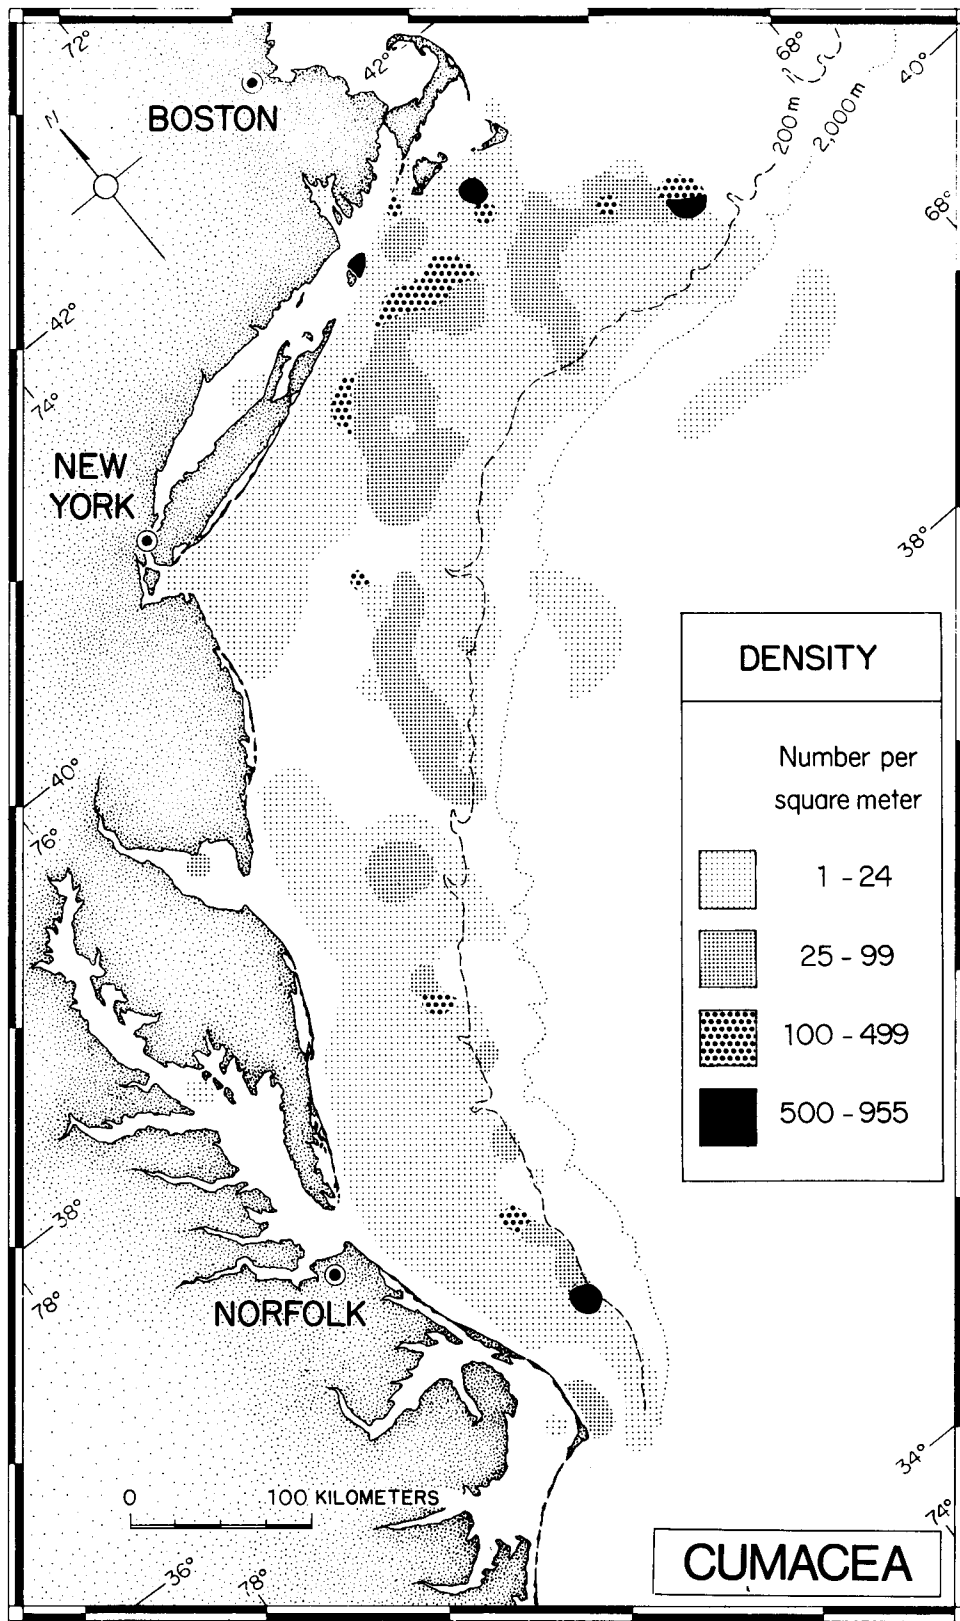 72°
42°
68°
40°
BOSTON
N
200 m
2,000 m
68°
42°
74°
NEW
YORK
38°
DENSITY
Number per
square meter
1 - 24
25 - 99
100 - 499
500 - 955
40°
76°
38°
78°
NORFOLK
34°
74°
0 100 KILOMETERS
36°
78°
CUMACEA